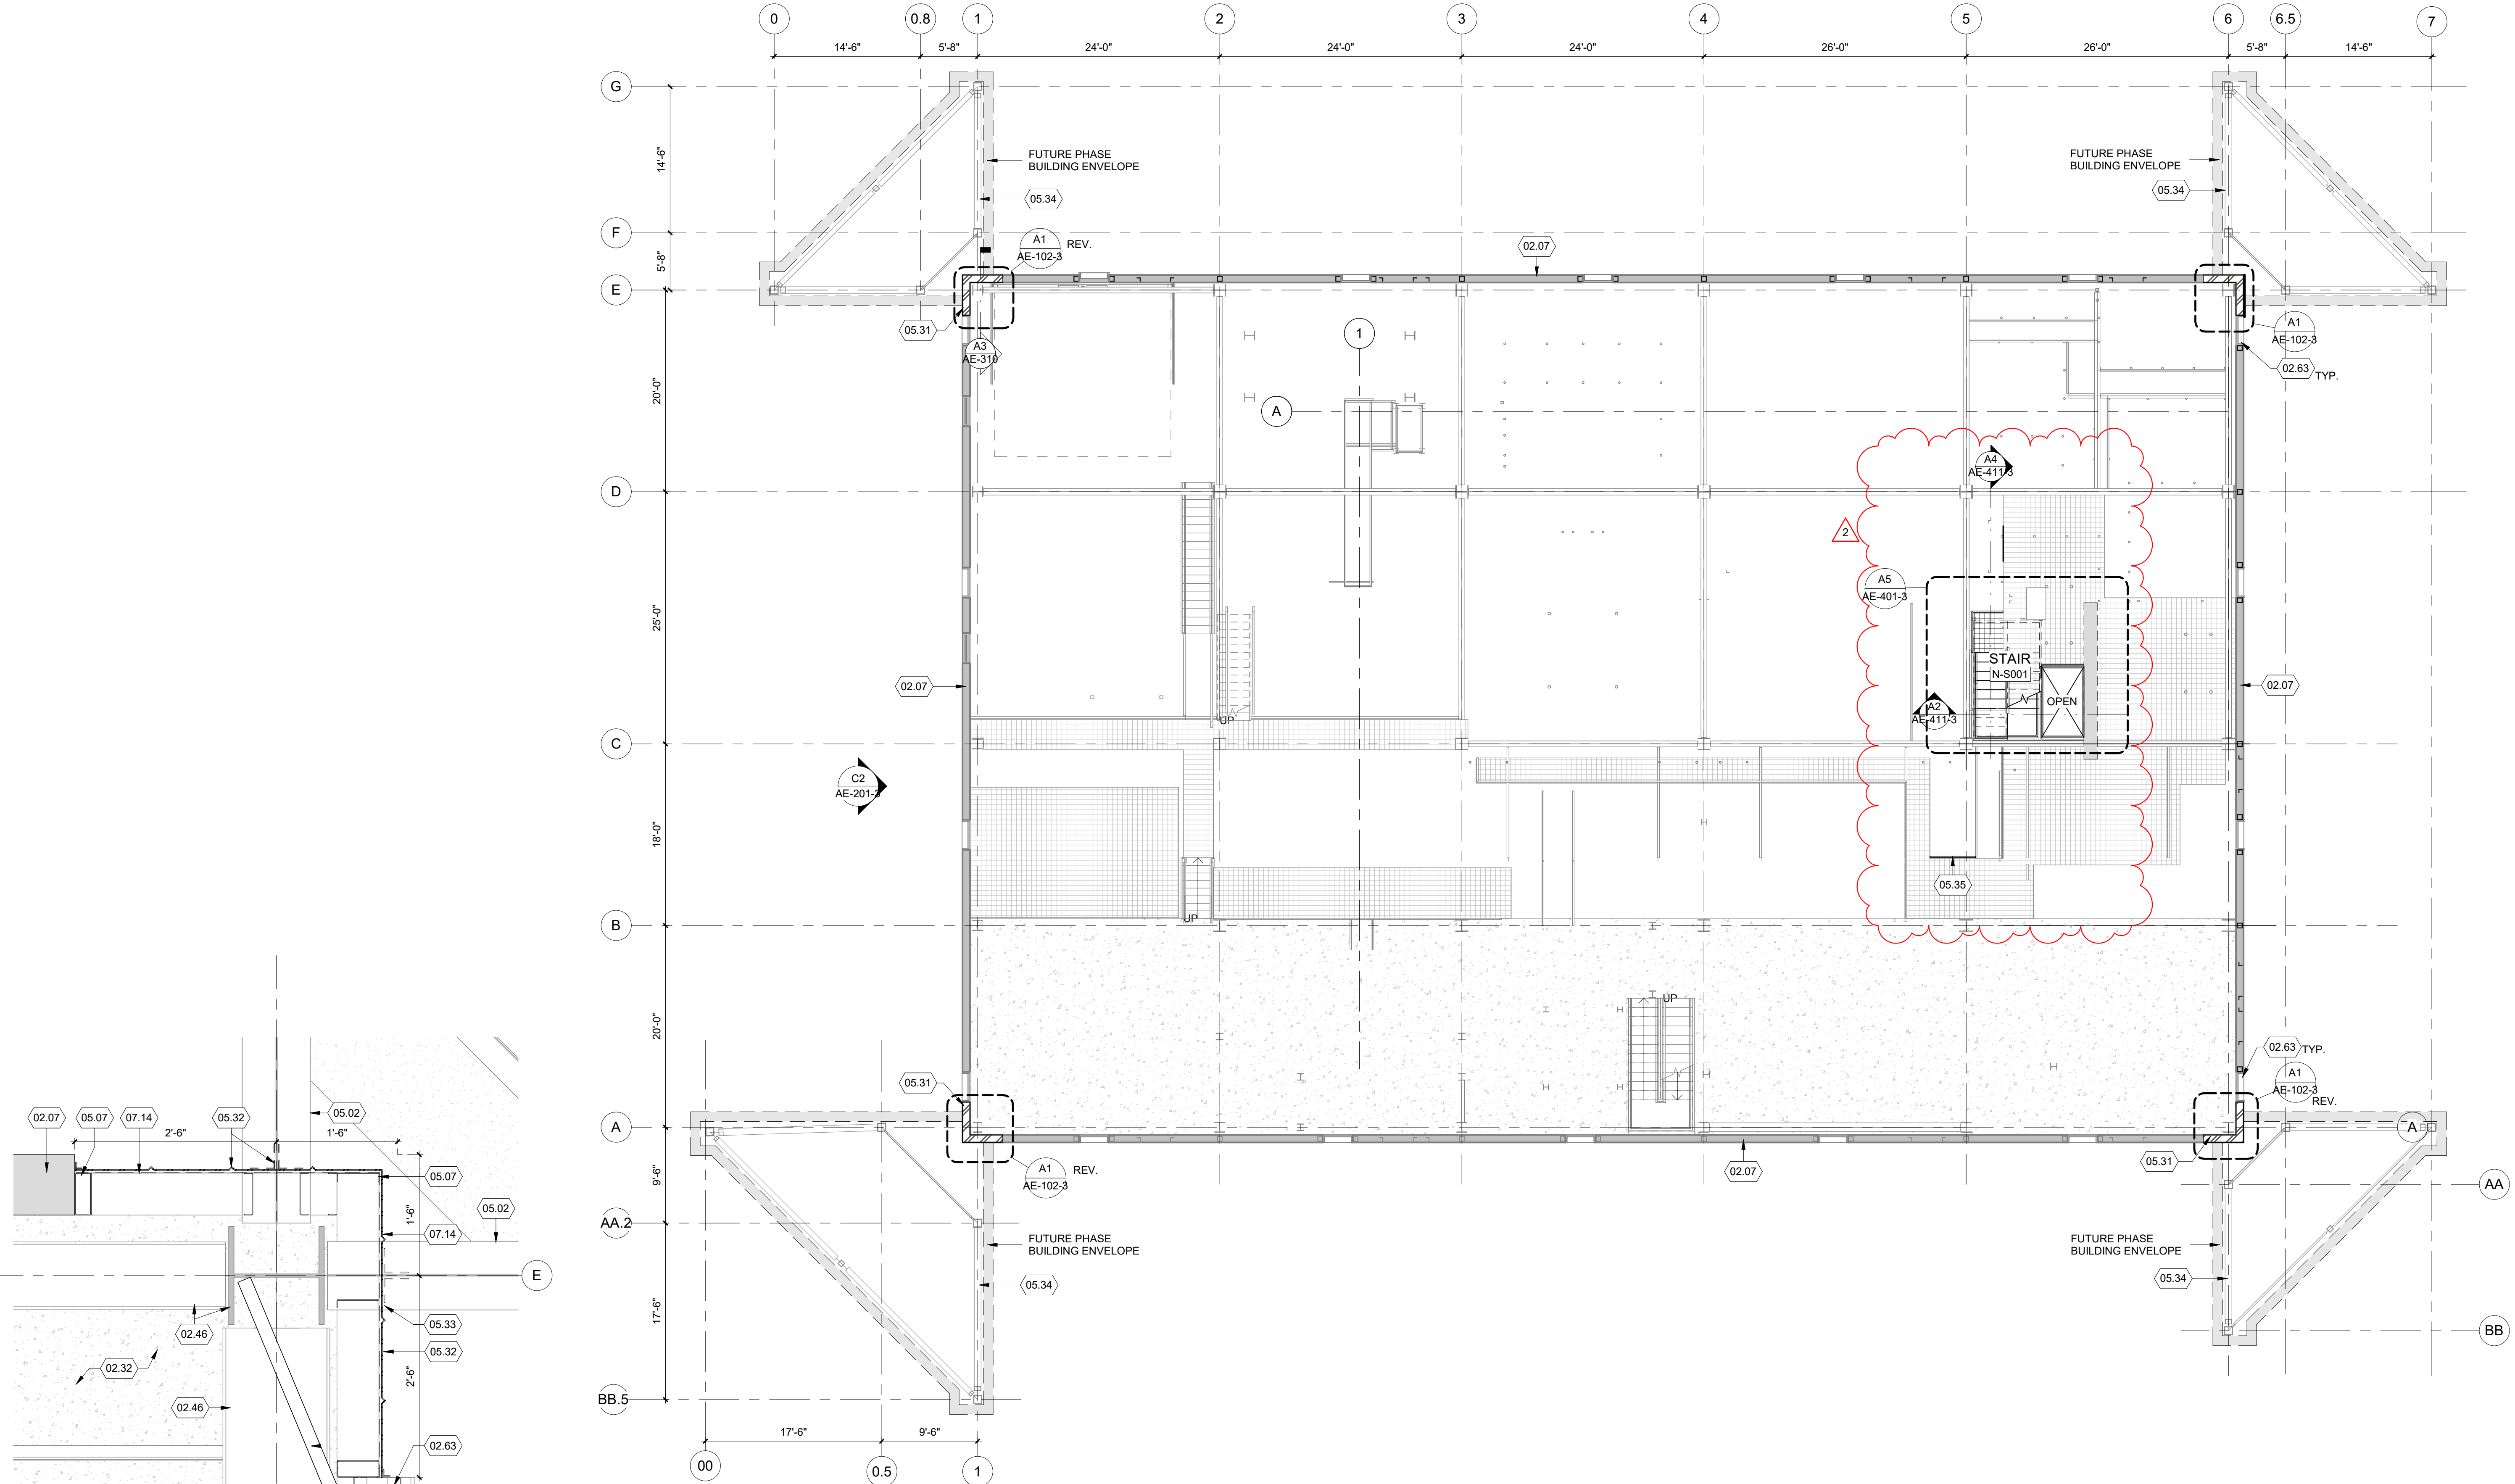 0
0.8
1
2
3
4
5
6
6.5
7
14'-6"
5'-8"
24'-0"
24'-0"
24'-0"
26'-0"
26'-0"
5'-8"
14'-6"
G
14'-6"
FUTURE PHASE
BUILDING ENVELOPE
05.34
FUTURE PHASE
BUILDING ENVELOPE
05.34
F
5'-8"
A1
AE-102-3
REV.
02.07
E
05.31
A3
AE-310
1
A1
AE-102-3
02.63
TYP.
20'-0"
A
A4
AE-411-3
D
2
A5
AE-401-3
25'-0"
STAIR
N-S001
OPEN
02.07
02.07
UP
A2
AE-411-3
C
C2
AE-201-3
18'-0"
05.35
UP
B
20'-0"
UP
02.63
TYP.
05.31
A1
AE-102-3
REV.
A
A
05.31
A1
AE-102-3
REV.
02.07
9'-6"
AA
AA.2
FUTURE PHASE
BUILDING ENVELOPE
05.34
FUTURE PHASE
BUILDING ENVELOPE
05.34
17'-6"
BB
BB.5
17'-6"
9'-6"
00
0.5
1
02.07
05.07
07.14
05.32
05.02
2'-6"
1'-6"
05.07
1'-6"
05.02
07.14
E
05.33
02.46
05.32
02.32
2'-6"
02.46
02.63